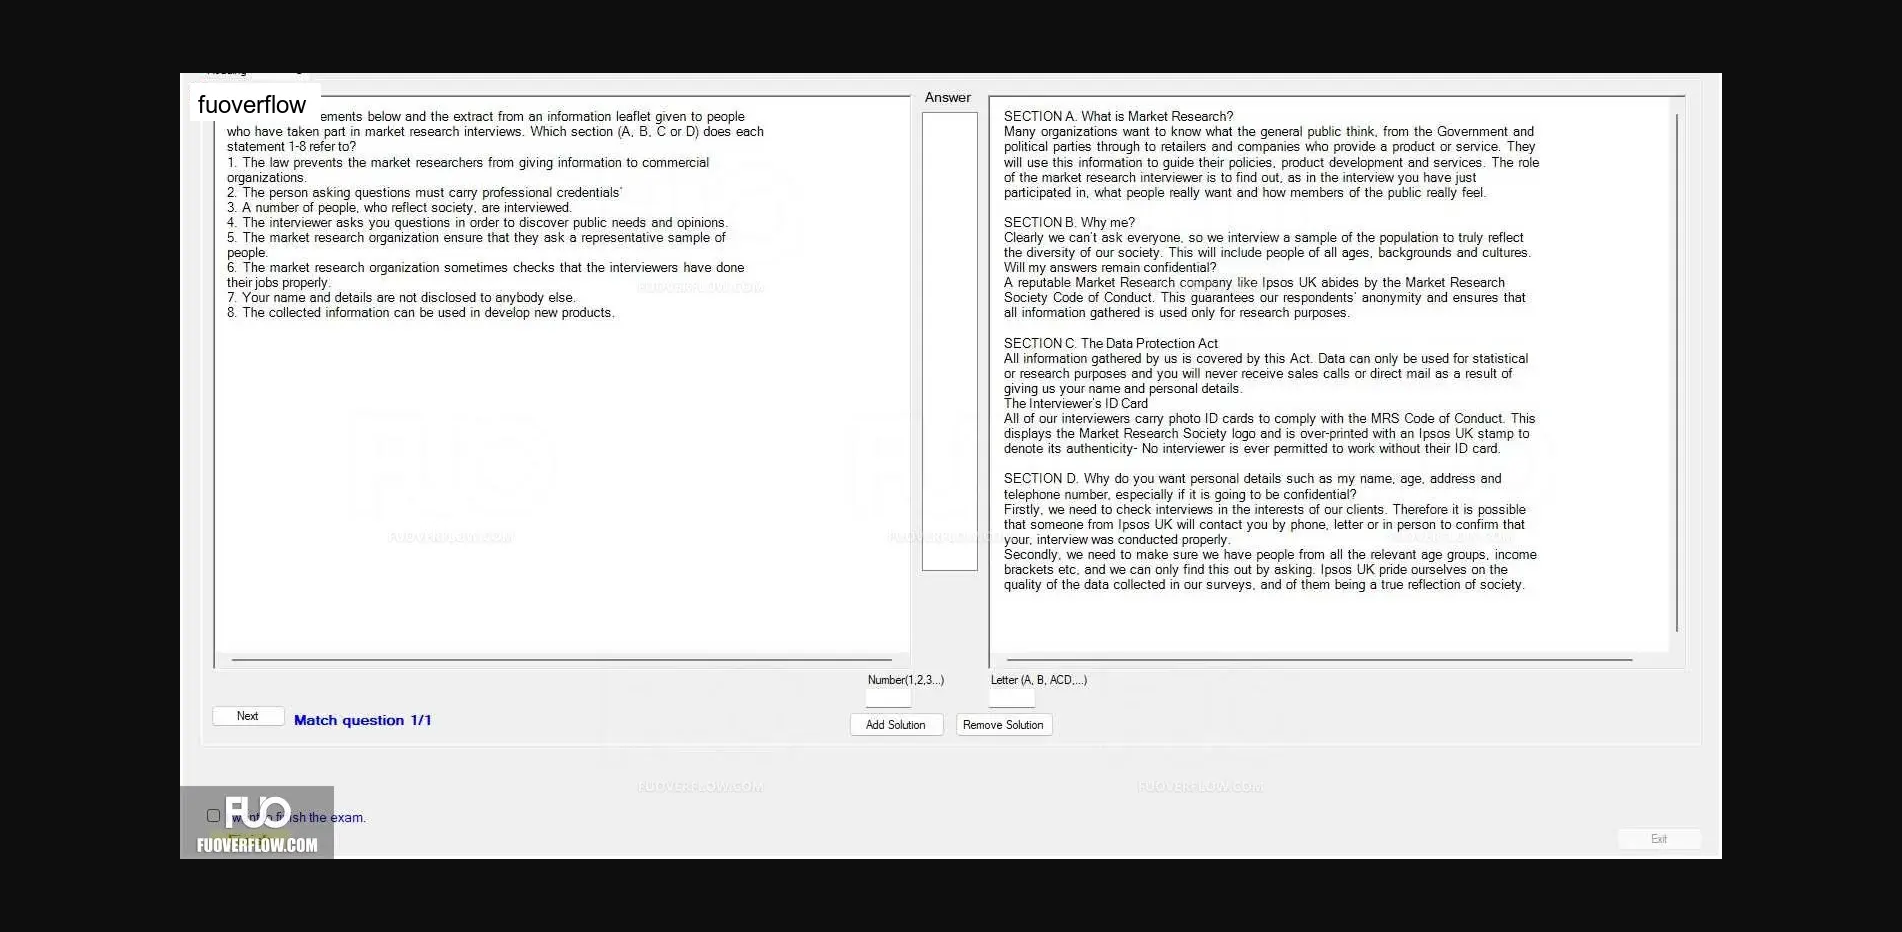 fuoverflow
ements below and the extract from an information leaflet given to people
who have taken part in market research interviews. Which section (A, B, C or D) does each
statement 1-8 refer to?
1. The law prevents the market researchers from giving information to commercial
organizations.
2. The person asking questions must carry professional credentials'
3. A number of people, who reflect society, are interviewed.
4. The interviewer asks you questions in order to discover public needs and opinions.
5. The market research organization ensure that they ask a representative sample of
people.
6. The market research organization sometimes checks that the interviewers have done
their jobs properly.
7. Your name and details are not disclosed to anybody else.
8. The collected information can be used in develop new products.
Answer
SECTION A. What is Market Research?
Many organizations want to know what the general public think, from the Government and
political parties through to retailers and companies who provide a product or service. They
will use this information to guide their policies, product development and services. The role
of the market research interviewer is to find out, as in the interview you have just
participated in, what people really want and how members of the public really feel.
SECTION B. Why me?
Clearly we can't ask everyone, so we interview a sample of the population to truly reflect
the diversity of our society. This will include people of all ages, backgrounds and cultures.
Will my answers remain confidential?
A reputable Market Research company like Ipsos UK abides by the Market Research
Society Code of Conduct. This guarantees our respondents' anonymity and ensures that
all information gathered is used only for research purposes.
SECTION C. The Data Protection Act
All information gathered by us is covered by this Act. Data can only be used for statistical
or research purposes and you will never receive sales calls or direct mail as a result of
giving us your name and personal details.
The Interviewer's ID Card
All of our interviewers carry photo ID cards to comply with the MRS Code of Conduct. This
displays the Market Research Society logo and is over-printed with an Ipsos UK stamp to
denote its authenticity- No interviewer is ever permitted to work without their ID card.
SECTION D. Why do you want personal details such as my name, age, address and
telephone number, especially if it is going to be confidential?
Firstly, we need to check interviews in the interests of our clients. Therefore it is possible
that someone from Ipsos UK will contact you by phone, letter or in person to confirm that
your, interview was conducted properly.
Secondly, we need to make sure we have people from all the relevant age groups, income
brackets etc, and we can only find this out by asking. Ipsos UK pride ourselves on the
quality of the data collected in our surveys, and of them being a true reflection of society.
FUOVERFLOW.COM
FUOVERFLOW.COM
Number(1,2,3...)
Letter (A, B, ACD,...)
Next
Match question 1/1
Add Solution
Remove Solution
FUOVERFLOW.COM
FUOVERFLOW.COM
FUO
the exam.
FUOVERFLOW.COM
Exit